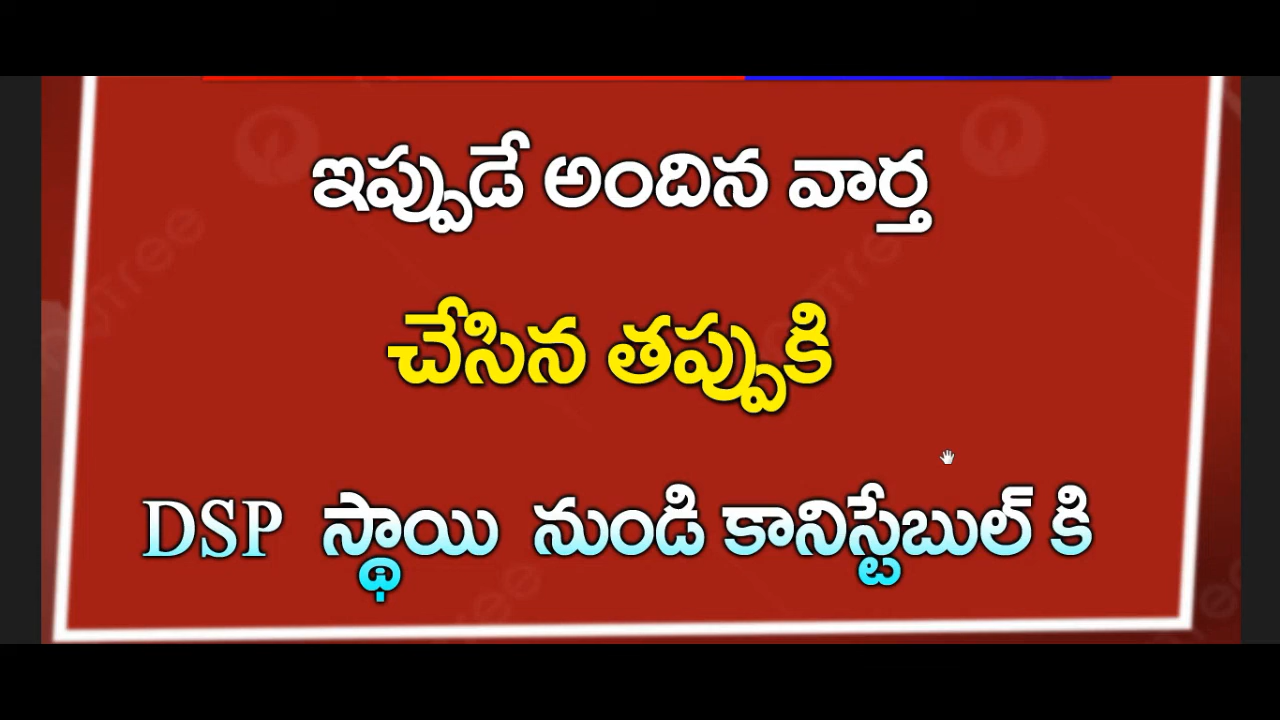 ఇప్పుడే అందిన వార్త
చేసిన తప్పుకి
DSP స్థాయి నుండి కానిస్టేబుల్ కి